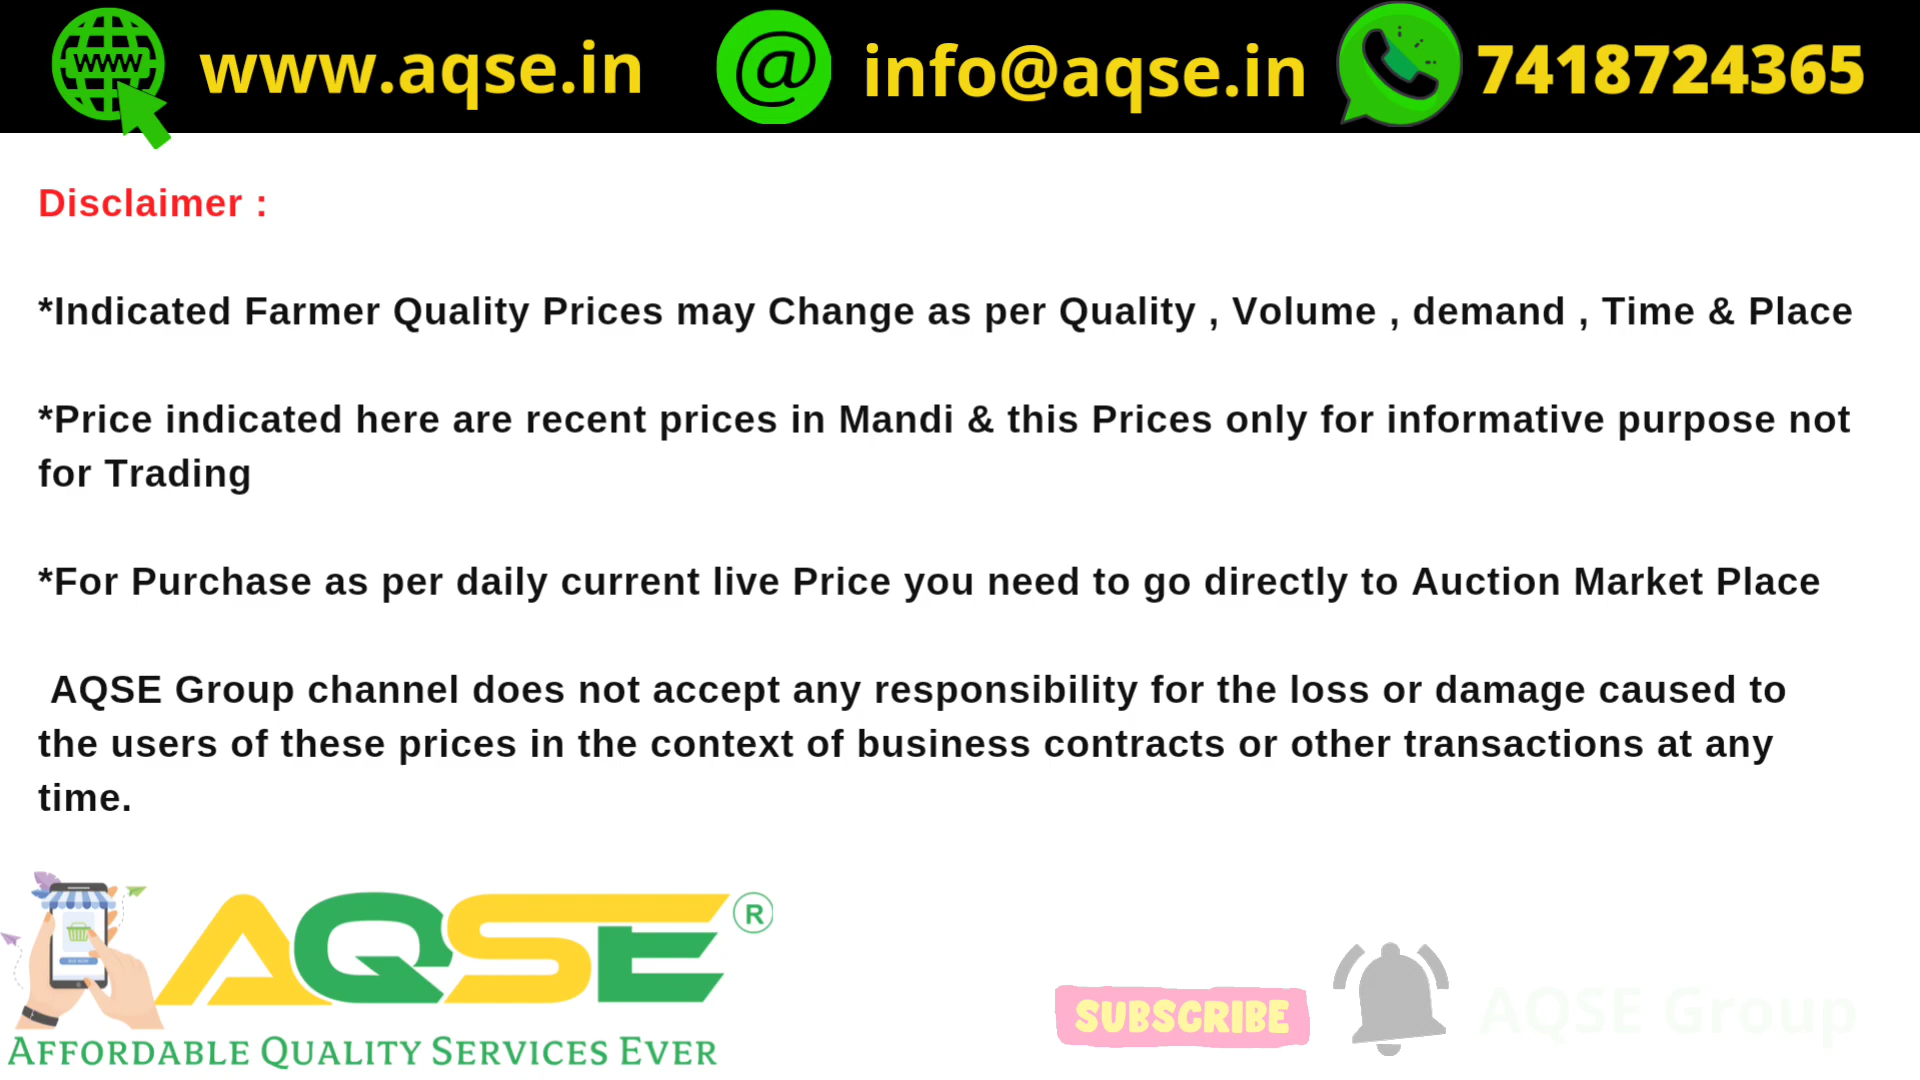 www www.aqse.in @ info@aqse.in 7418724365
Disclaimer :
*Indicated Farmer Quality Prices may Change as per Quality , Volume , demand , Time & Place
*Price indicated here are recent prices in Mandi & this Prices only for informative purpose not
for Trading
*For Purchase as per daily current live Price you need to go directly to Auction Market Place
AQSE Group channel does not accept any responsibility for the loss or damage caused to
the users of these prices in the context of business contracts or other transactions at any
time.
AQSE ®
AFFORDABLE QUALITY SERVICES EVER
SUBSCRIBE
AQSE Group